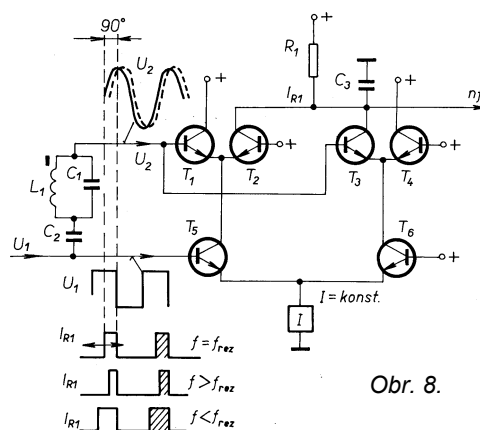 90°
U2
R1
+
+
IR1
C3
+
nf
L1
C1
U2
T1
T2
+
T3
T4
+
C2
U1
T5
T6
+
U1
I = konst.
I
IR1
f = frez
IR1
f > frez
IR1
f < frez
Obr. 8.